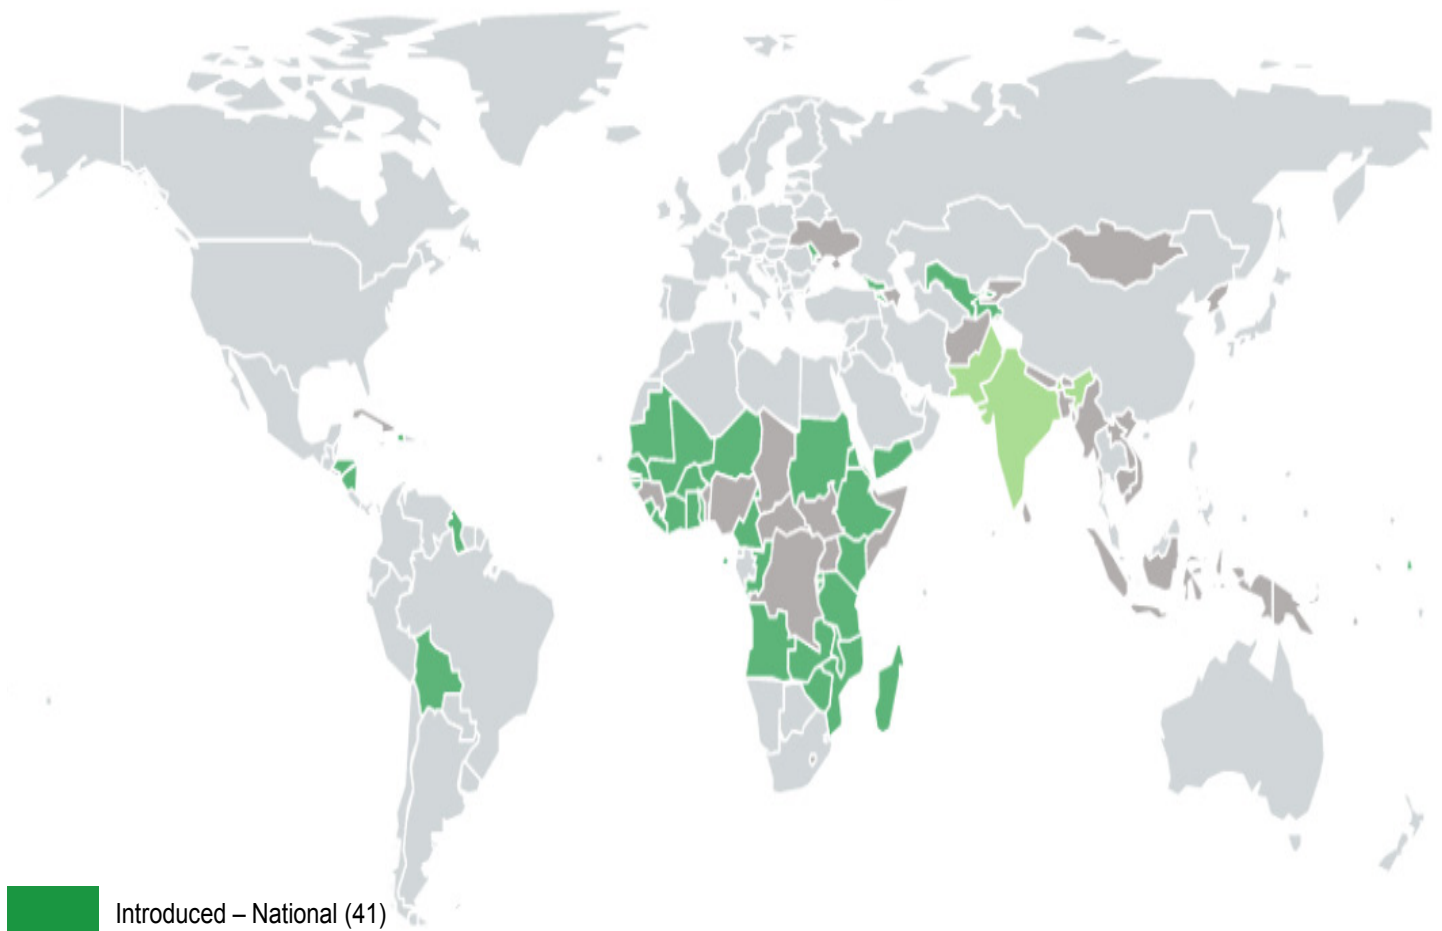 Introduced – National (41)